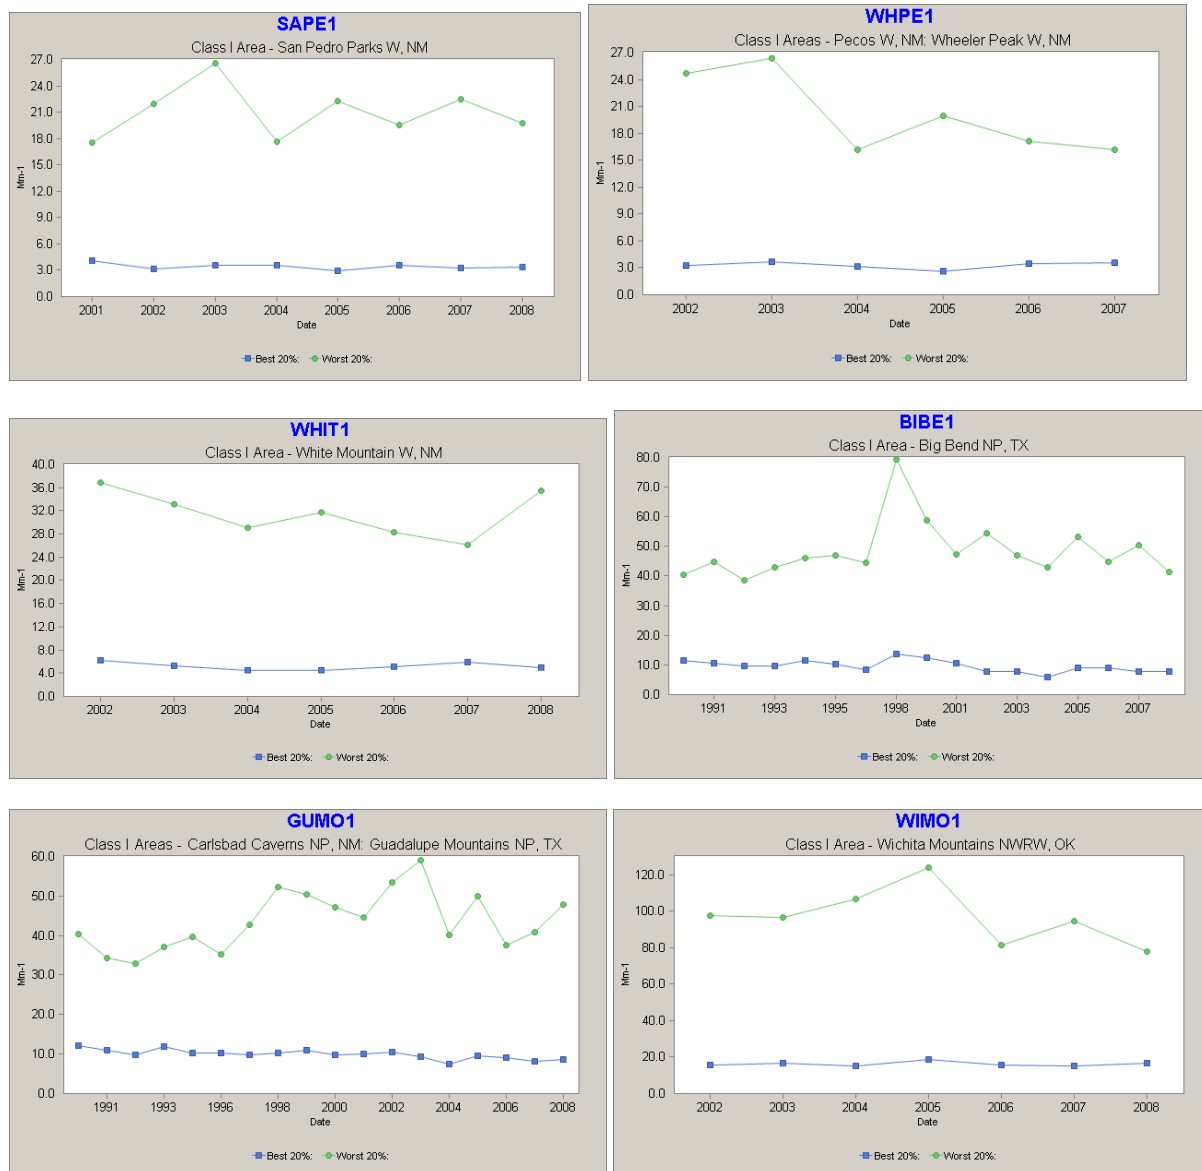 SAPE1
Class I Area - San Pedro Parks W, NM
27.0
24.0
21.0
18.0
15.0
12.0
9.0
6.0
3.0
0.0
Mm-1
2001 2002 2003 2004 2005 2006 2007 2008
Date
Best 20%: Worst 20%:
WHPE1
Class I Areas - Pecos W, NM: Wheeler Peak W, NM
27.0
24.0
21.0
18.0
15.0
12.0
9.0
6.0
3.0
0.0
Mm-1
2002 2003 2004 2005 2006 2007
Date
Best 20%: Worst 20%:
WHIT1
Class I Area - White Mountain W, NM
40.0
36.0
32.0
28.0
24.0
20.0
16.0
12.0
8.0
4.0
0.0
Mm-1
2002 2003 2004 2005 2006 2007 2008
Date
Best 20%: Worst 20%:
BIBE1
Class I Area - Big Bend NP, TX
80.0
70.0
60.0
50.0
40.0
30.0
20.0
10.0
0.0
Mm-1
1991 1993 1995 1998 2001 2003 2005 2007
Date
Best 20%: Worst 20%:
GUMO1
Class I Areas - Carlsbad Caverns NP, NM: Guadalupe Mountains NP, TX
60.0
50.0
40.0
30.0
20.0
10.0
0.0
Mm-1
1991 1993 1996 1998 2000 2002 2004 2006 2008
Date
Best 20%: Worst 20%:
WIMO1
Class I Area - Wichita Mountains NWRW, OK
120.0
100.0
80.0
60.0
40.0
20.0
0.0
Mm-1
2002 2003 2004 2005 2006 2007 2008
Date
Best 20%: Worst 20%: